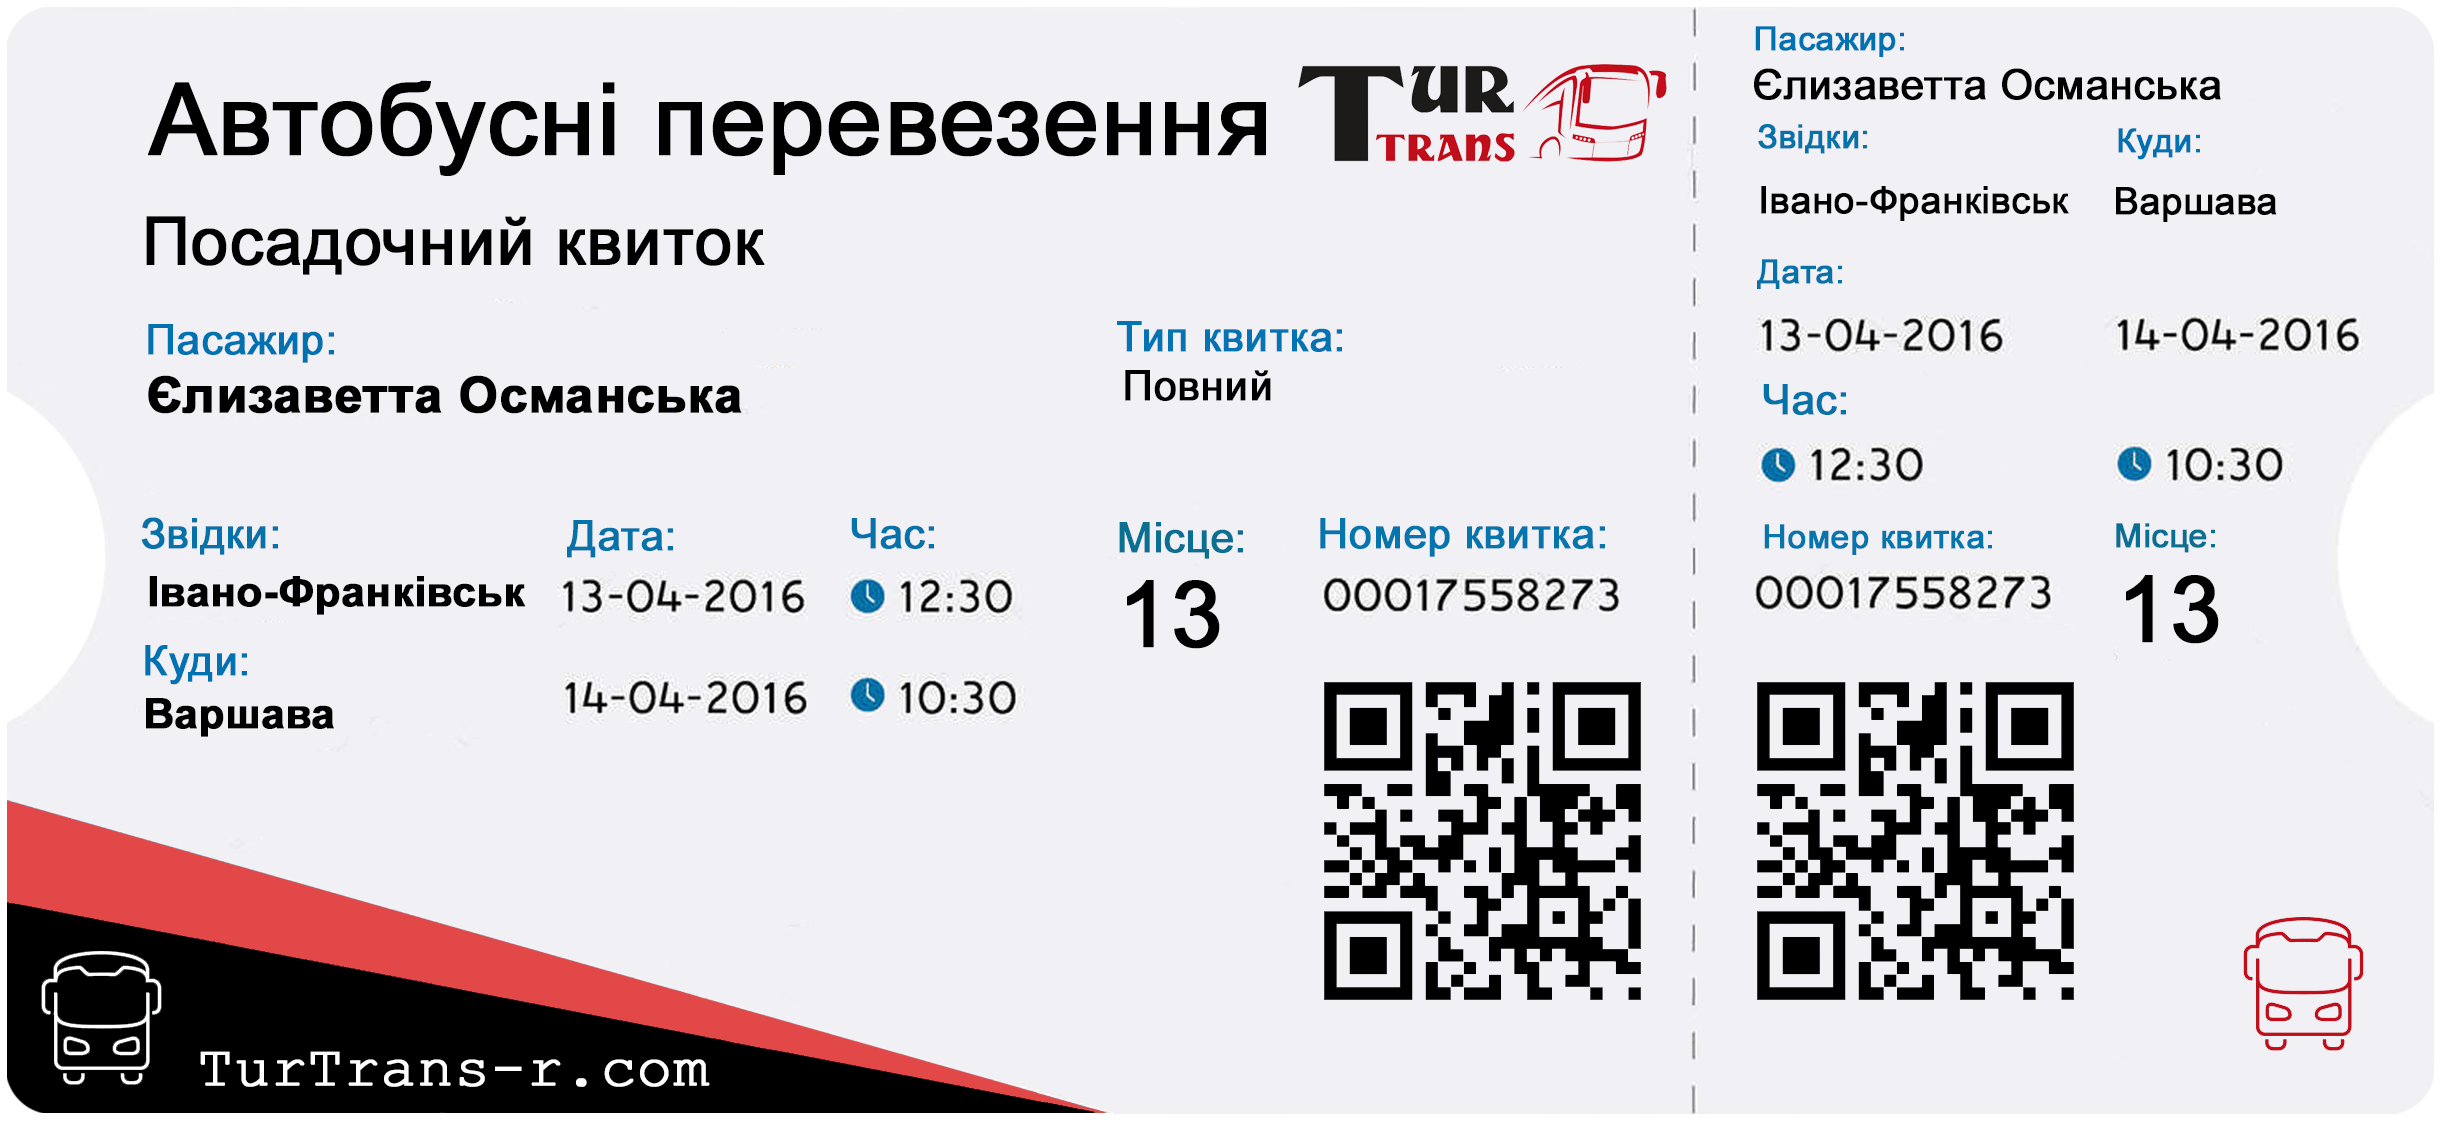 Автобусні перевезення
TUR
TRANS
Посадочний квиток
Пасажир:
Єлизаветта Османська
Тип квитка:
Повний
Звідки: Дата: Час: Місце: Номер квитка:
Івано-Франківськ 13-04-2016 12:30 13 00017558273
Куди:
Варшава 14-04-2016 10:30
TurTrans-r.com
Пасажир:
Єлизаветта Османська
Звідки: Куди:
Івано-Франківськ Варшава
Дата:
13-04-2016 14-04-2016
Час:
12:30 10:30
Номер квитка: Місце:
00017558273 13